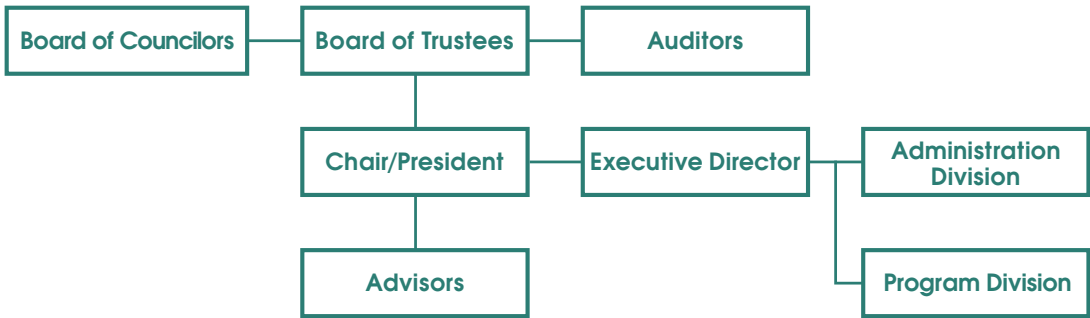 Board of Councilors
Board of Trustees
Auditors
Chair/President
Executive Director
Administration
Division
Advisors
Program Division